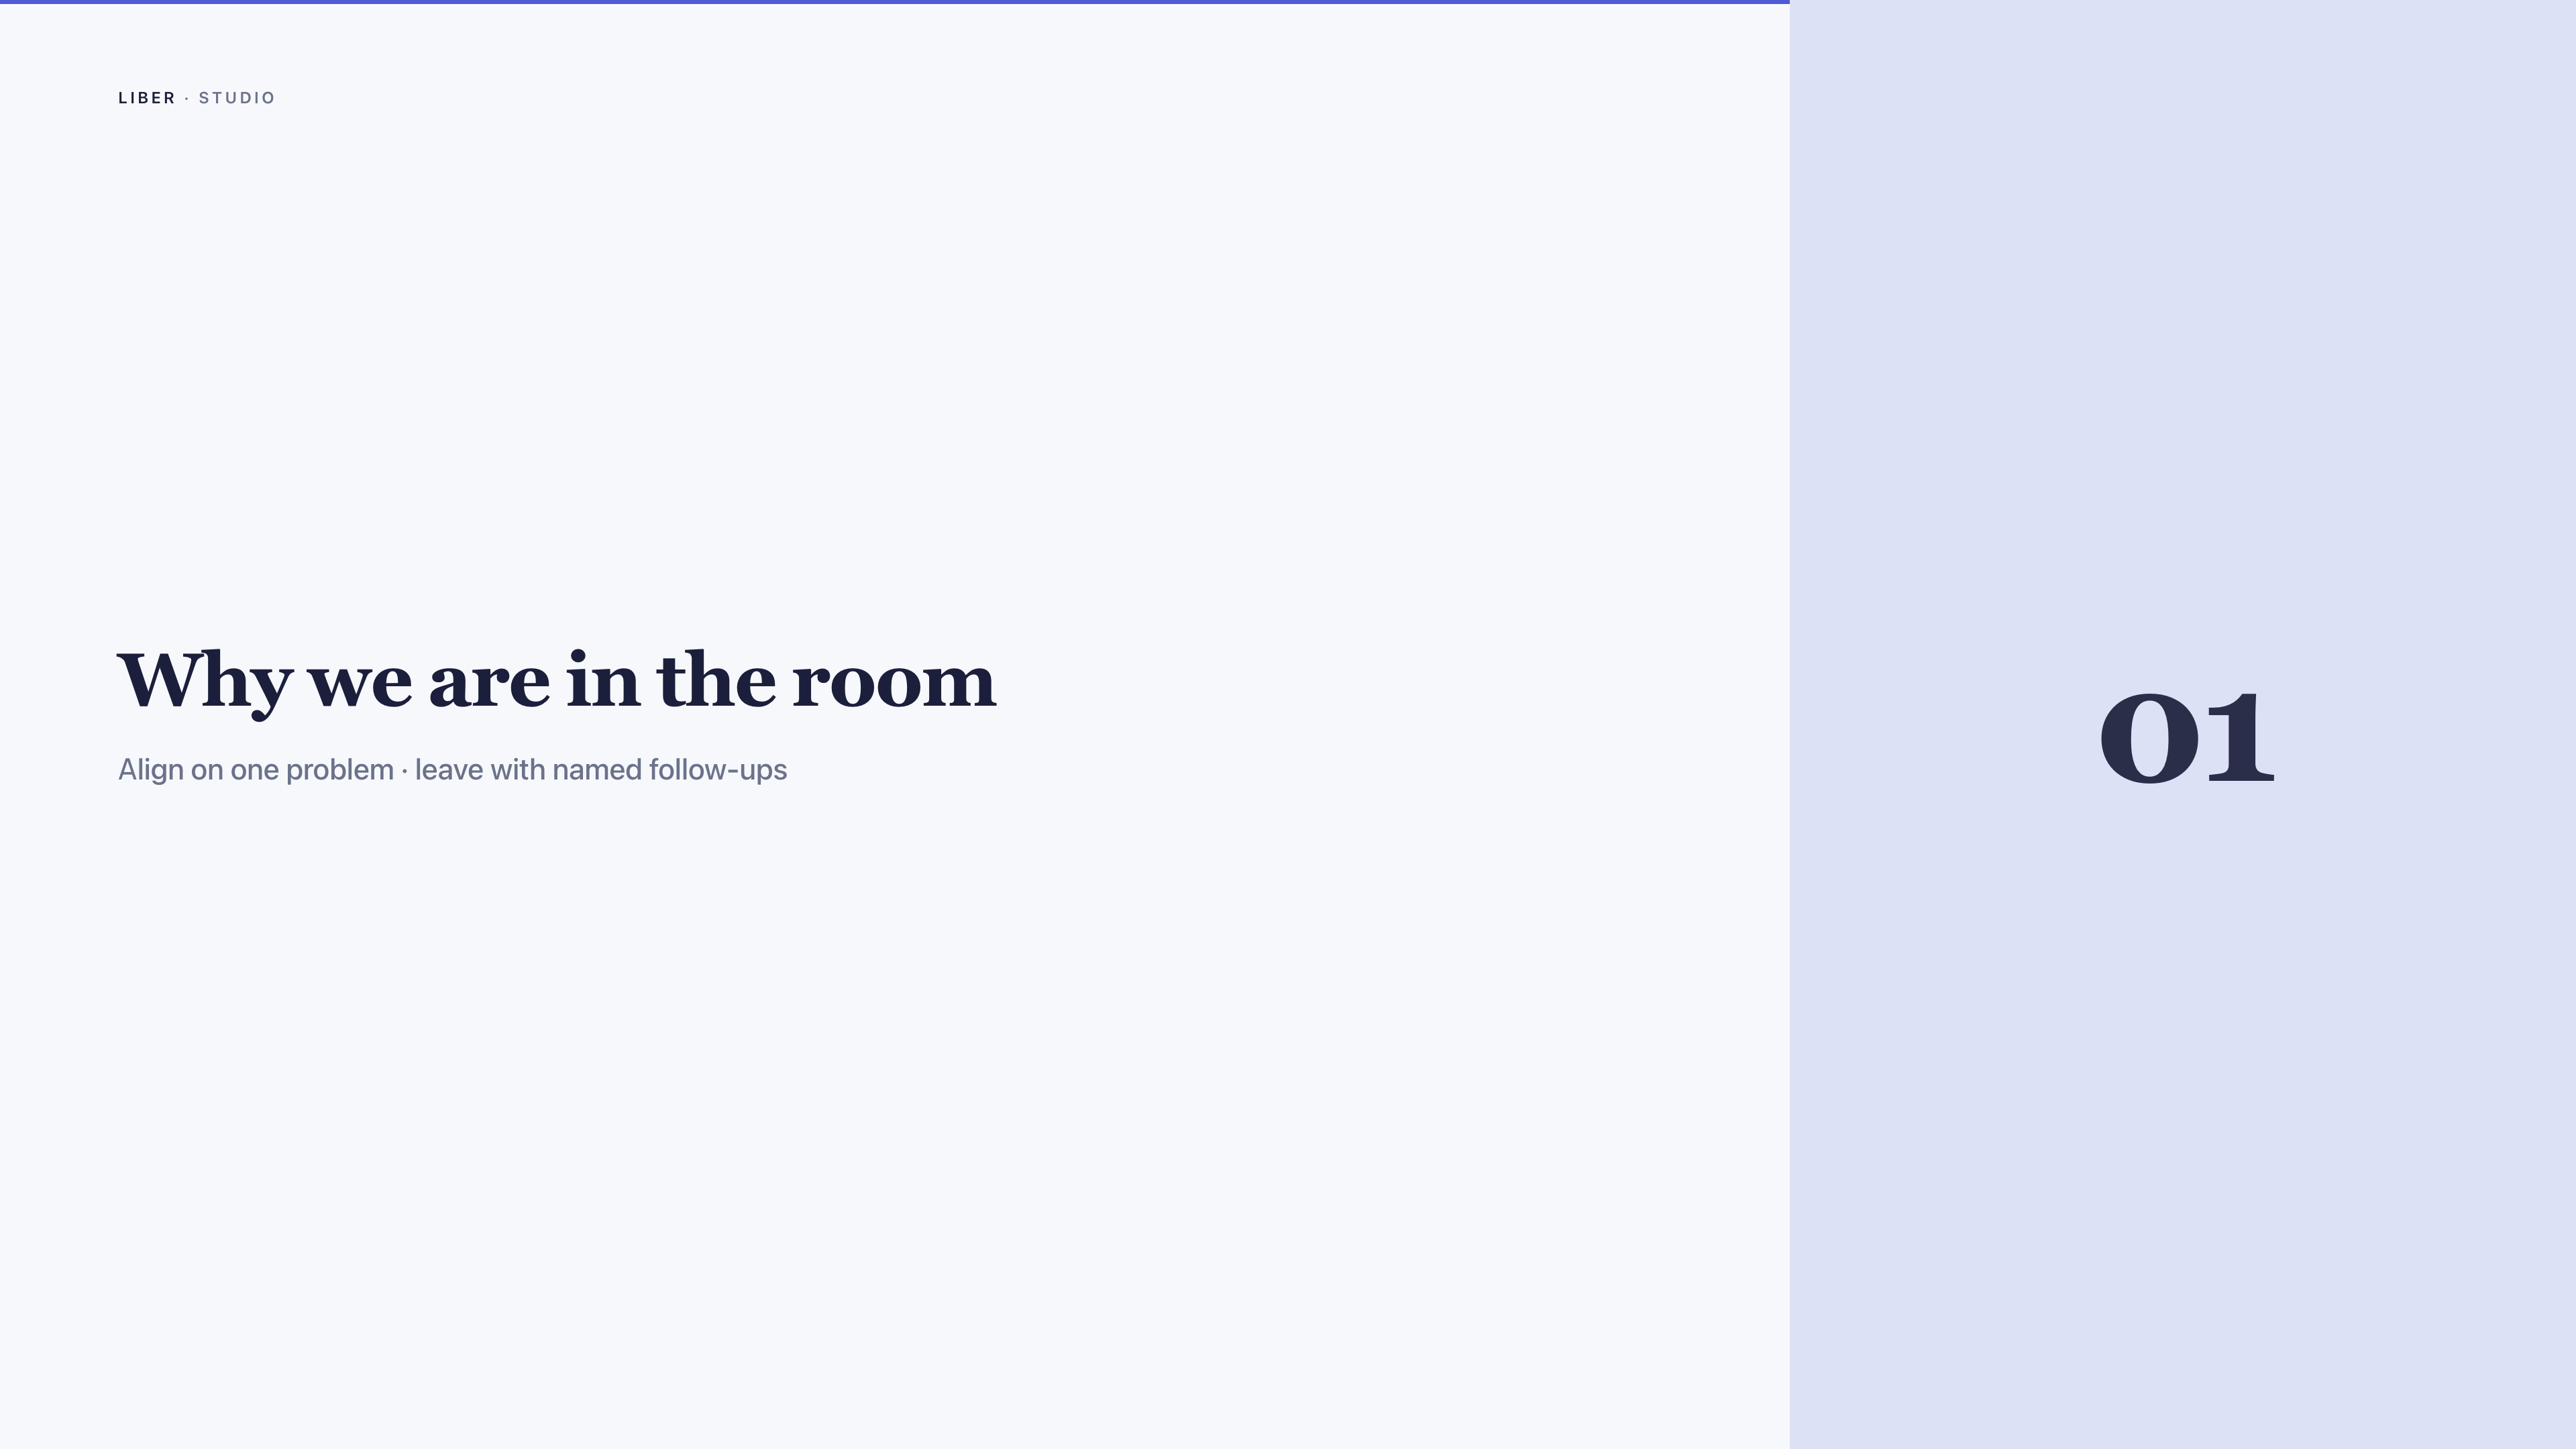 LIBER · STUDIO
Why we are in the room
Align on one problem · leave with named follow-ups
01